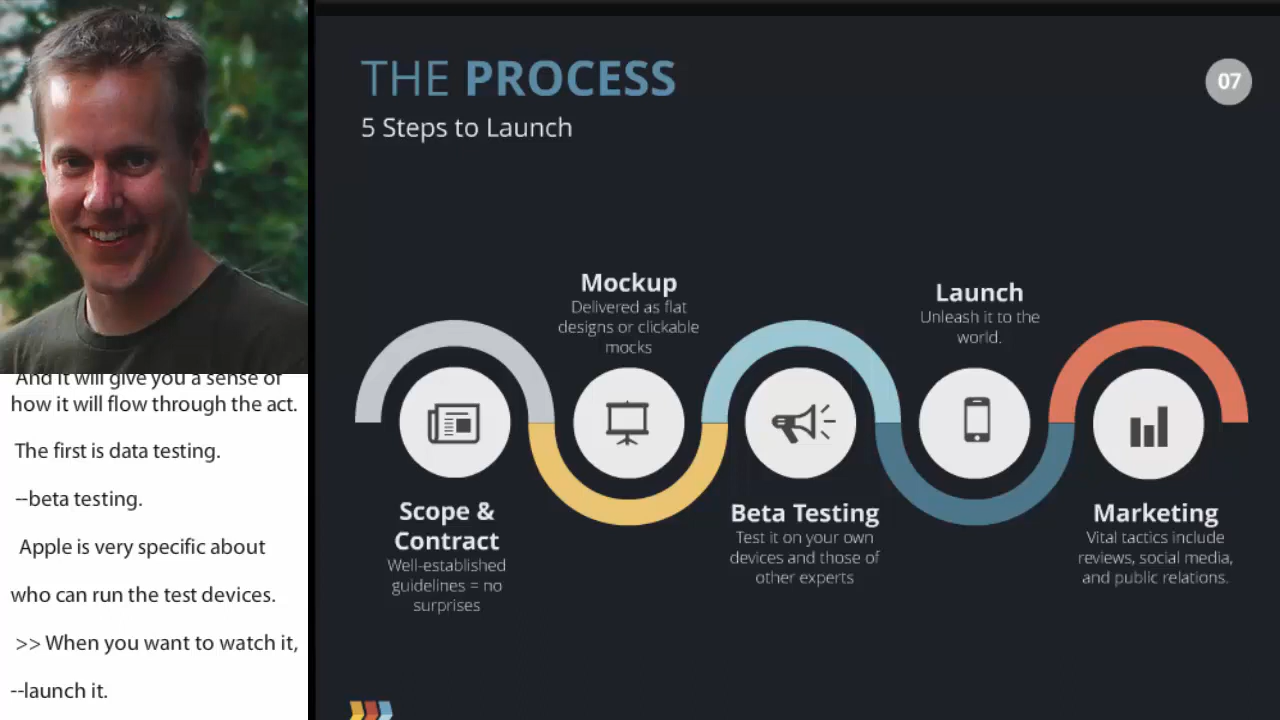 And it will give you a sense of
how it will flow through the act.
The first is data testing.
--beta testing.
Apple is very specific about
who can run the test devices.
>> When you want to watch it,
--launch it.
THE PROCESS
07
5 Steps to Launch
Scope &
Contract
Well-established
guidelines = no
surprises
Mockup
Delivered as flat
designs or clickable
mocks
Beta Testing
Test it on your own
devices and those of
other experts
Launch
Unleash it to the
world.
Marketing
Vital tactics include
reviews, social media,
and public relations.